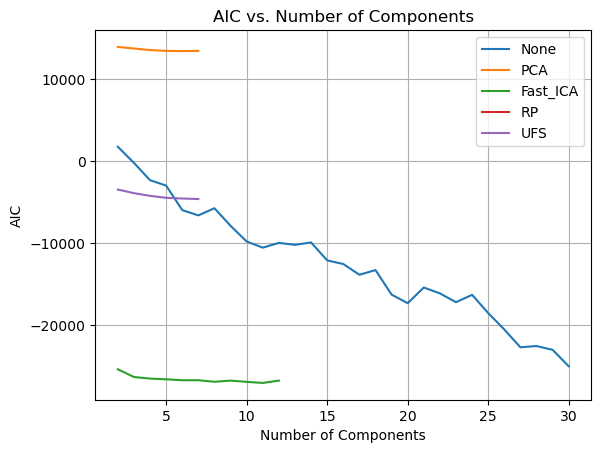 AIC vs. Number of Components
None
PCA
Fast_ICA
RP
UFS
10000
0
−10000
−20000
AIC
5 10 15 20 25 30
Number of Components